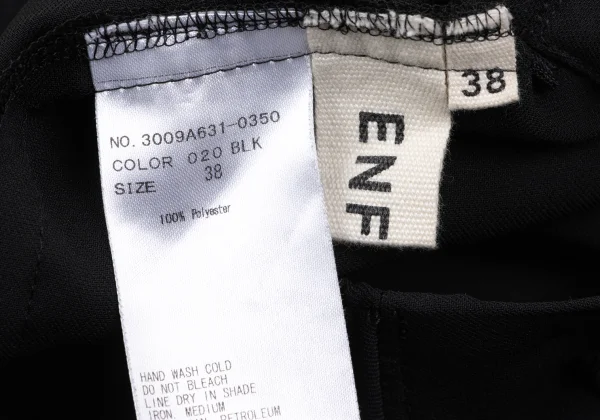 NO. 3009A631-0350
COLOR 020 BLK
SIZE 38
100% Polyester
HAND WASH COLD
DO NOT BLEACH
LINE DRY IN SHADE
IRON, MEDIUM
PETROLEUM
ENF
38